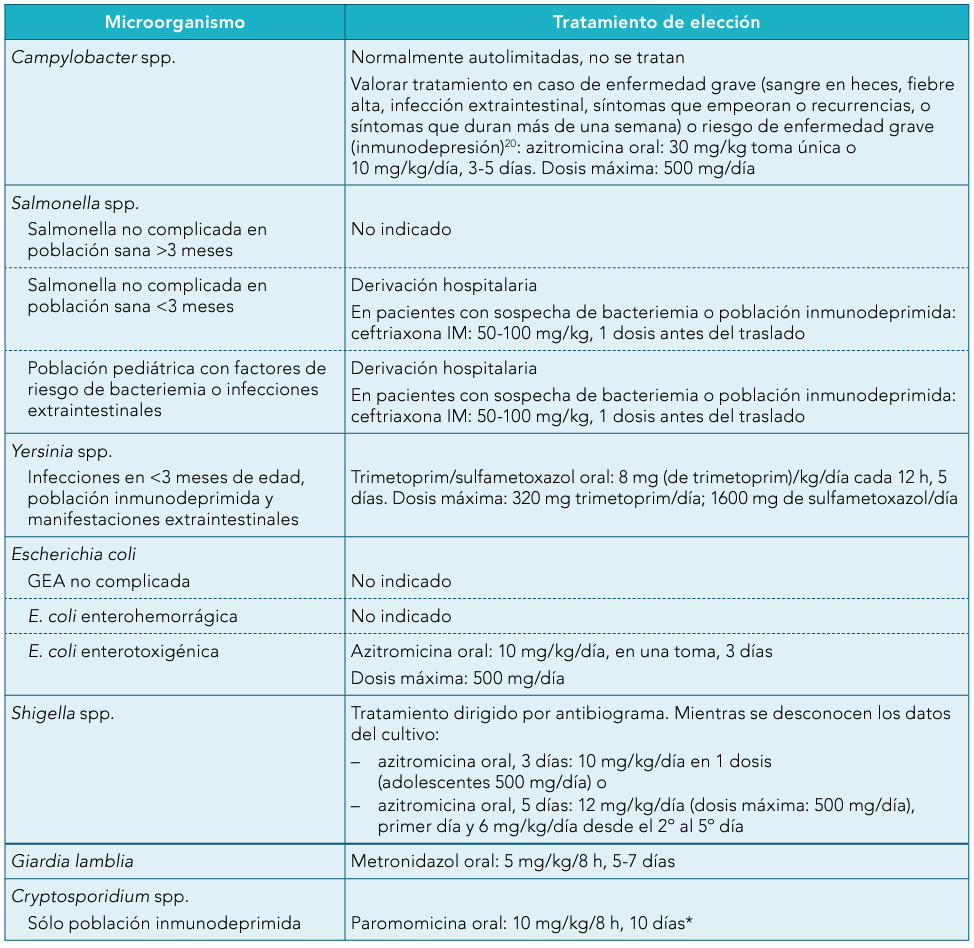 Microorganismo
Tratamiento de elección
Campylobacter spp.
Normalmente autolimitadas, no se tratan
Valorar tratamiento en caso de enfermedad grave (sangre en heces, fiebre
alta, infección extraintestinal, síntomas que empeoran o recurrencias, o
síntomas que duran más de una semana) o riesgo de enfermedad grave
(inmunodepresión)²⁰: azitromicina oral: 30 mg/kg toma única o
10 mg/kg/día, 3-5 días. Dosis máxima: 500 mg/día
Salmonella spp.
Salmonella no complicada en
población sana >3 meses
No indicado
Salmonella no complicada en
población sana <3 meses
Derivación hospitalaria
En pacientes con sospecha de bacteriemia o población inmunodeprimida:
ceftriaxona IM: 50-100 mg/kg, 1 dosis antes del traslado
Población pediátrica con factores de
riesgo de bacteriemia o infecciones
extraintestinales
Derivación hospitalaria
En pacientes con sospecha de bacteriemia o población inmunodeprimida:
ceftriaxona IM: 50-100 mg/kg, 1 dosis antes del traslado
Yersinia spp.
Infecciones en <3 meses de edad,
población inmunodeprimida y
manifestaciones extraintestinales
Trimetoprim/sulfametoxazol oral: 8 mg (de trimetoprim)/kg/día cada 12 h, 5
días. Dosis máxima: 320 mg trimetoprim/día; 1600 mg de sulfametoxazol/día
Escherichia coli
GEA no complicada
No indicado
E. coli enterohemorrágica
No indicado
E. coli enterotoxigénica
Azitromicina oral: 10 mg/kg/día, en una toma, 3 días
Dosis máxima: 500 mg/día
Shigella spp.
Tratamiento dirigido por antibiograma. Mientras se desconocen los datos
del cultivo:
– azitromicina oral, 3 días: 10 mg/kg/día en 1 dosis
(adolescentes 500 mg/día) o
– azitromicina oral, 5 días: 12 mg/kg/día (dosis máxima: 500 mg/día),
primer día y 6 mg/kg/día desde el 2º al 5º día
Giardia lamblia
Metronidazol oral: 5 mg/kg/8 h, 5-7 días
Cryptosporidium spp.
Sólo población inmunodeprimida
Paromomicina oral: 10 mg/kg/8 h, 10 días*